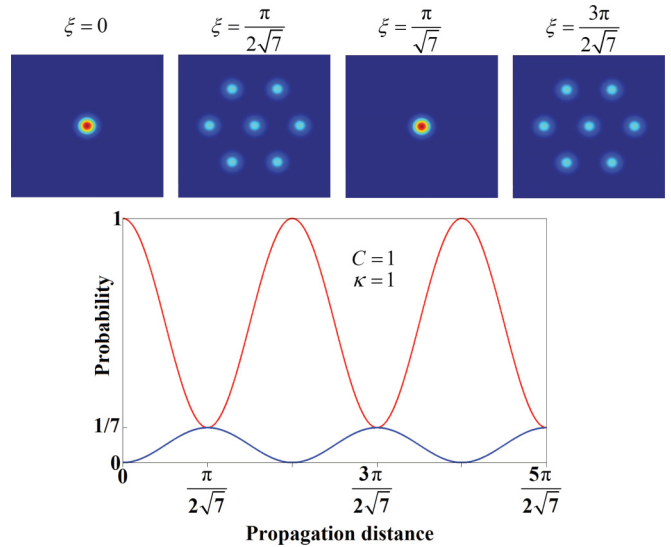 ξ=0
ξ=π/2√7
ξ=π/√7
ξ=3π/2√7
1
C=1
κ=1
Probability
1/7
0
0
π/2√7
3π/2√7
5π/2√7
Propagation distance